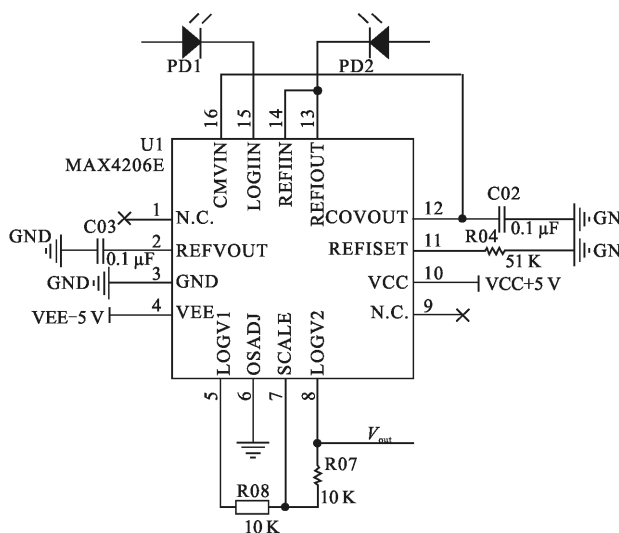 PD1
PD2
16
15
14
13
U1
MAX4206E
CMVIN
LOGIIN
REFIIN
REFIOUT
1
N.C.
COVOUT
12
C02
0.1 μF
GN
C03
GND
0.1 μF
2
REFVOUT
REFISET
11
R04
51 K
GN
GND
3
GND
VCC
10
VCC+5 V
VEE−5 V
4
VEE
N.C.
9
LOGV1
OSADJ
SCALE
LOGV2
5
6
7
8
Vout
R07
10 K
R08
10 K